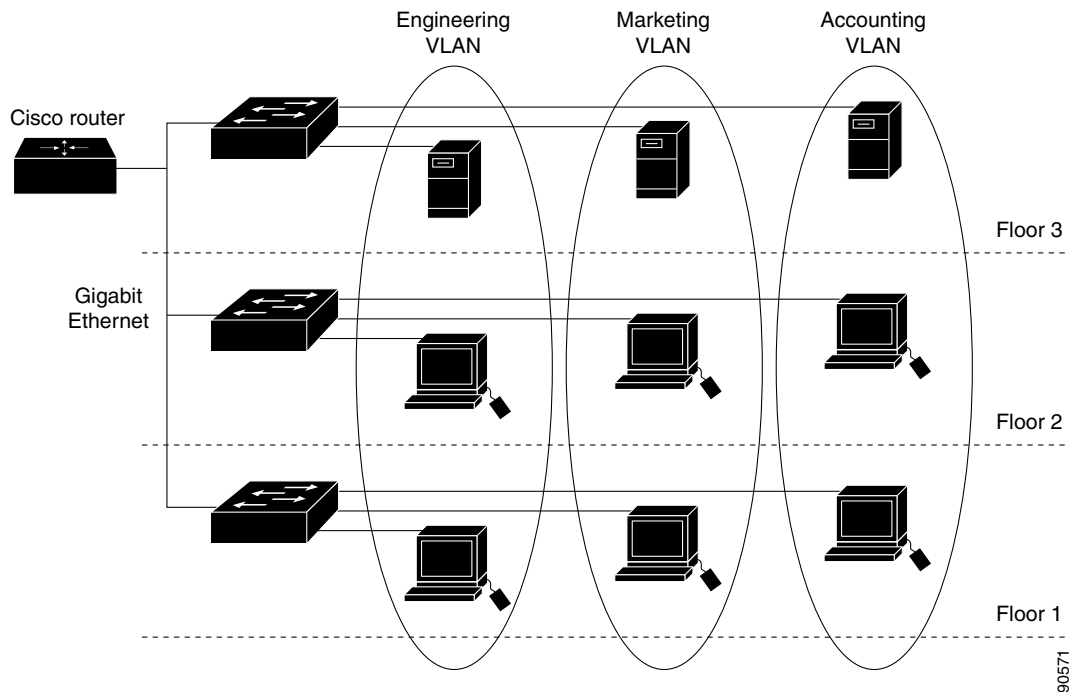 Engineering
VLAN
Marketing
VLAN
Accounting
VLAN
Cisco router
Floor 3
Gigabit
Ethernet
Floor 2
Floor 1
90571